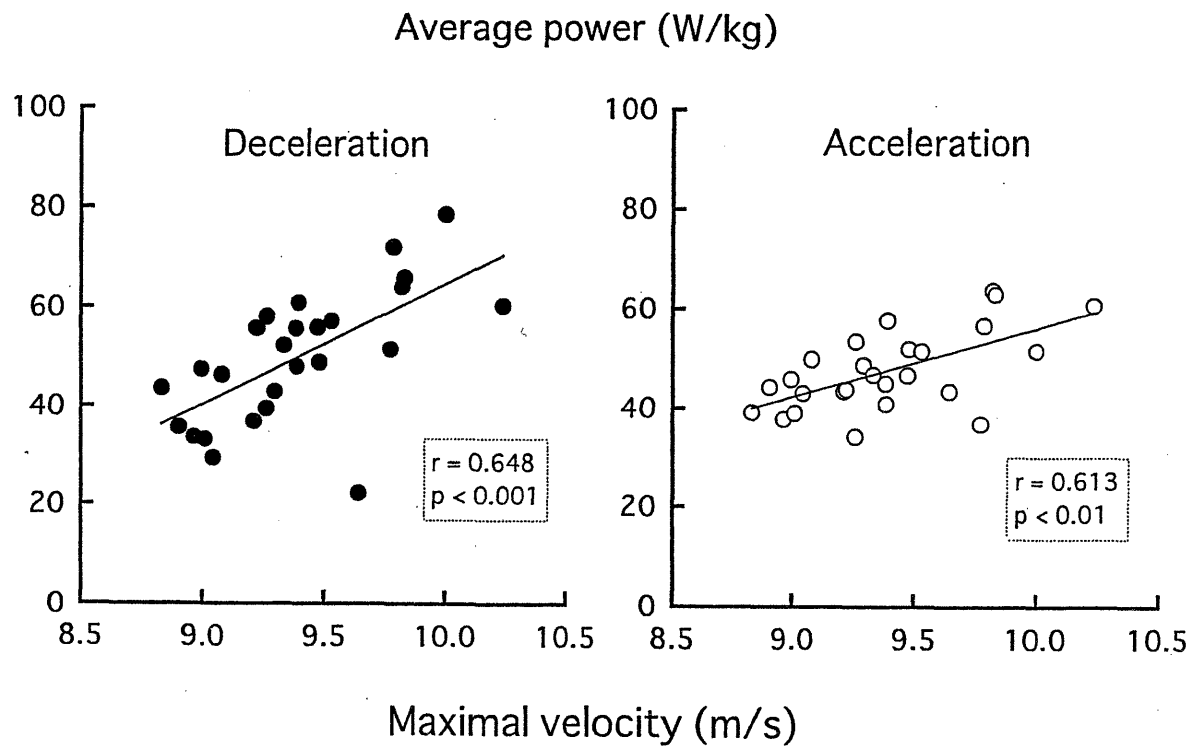 Average power (W/kg)
Deceleration
100
80
60
40
20
0
8.5 9.0 9.5 10.0 10.5
r = 0.648
p < 0.001
Acceleration
100
80
60
40
20
0
8.5 9.0 9.5 10.0 10.5
r = 0.613
p < 0.01
Maximal velocity (m/s)